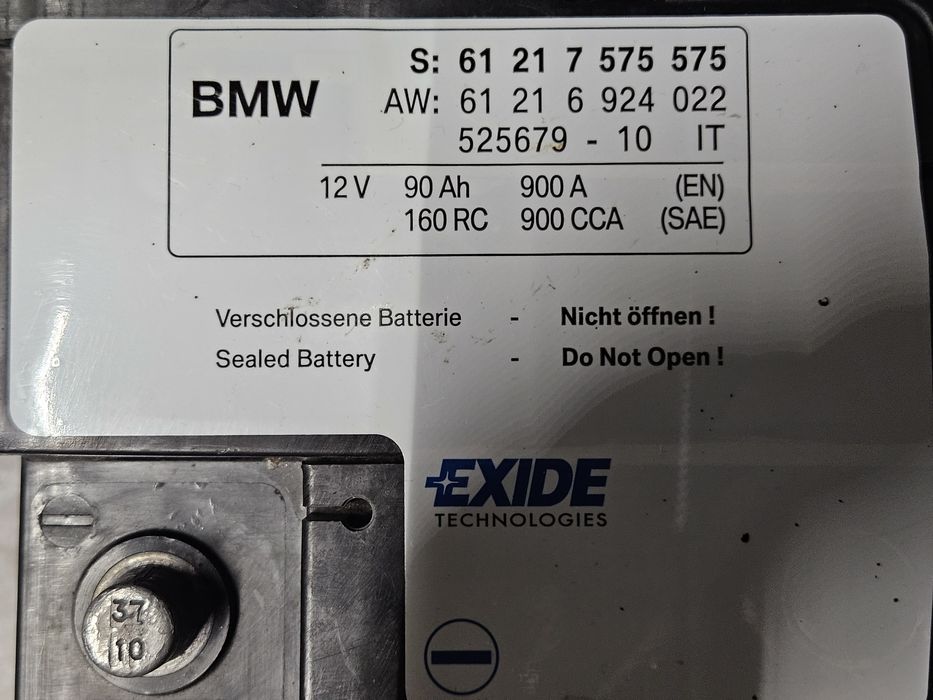 BMW
S: 61 21 7 575 575
AW: 61 21 6 924 022
525679 - 10 IT
12 V 90 Ah 900 A (EN)
160 RC 900 CCA (SAE)
Verschlossene Batterie - Nicht öffnen !
Sealed Battery - Do Not Open !
EXIDE
TECHNOLOGIES
37
10